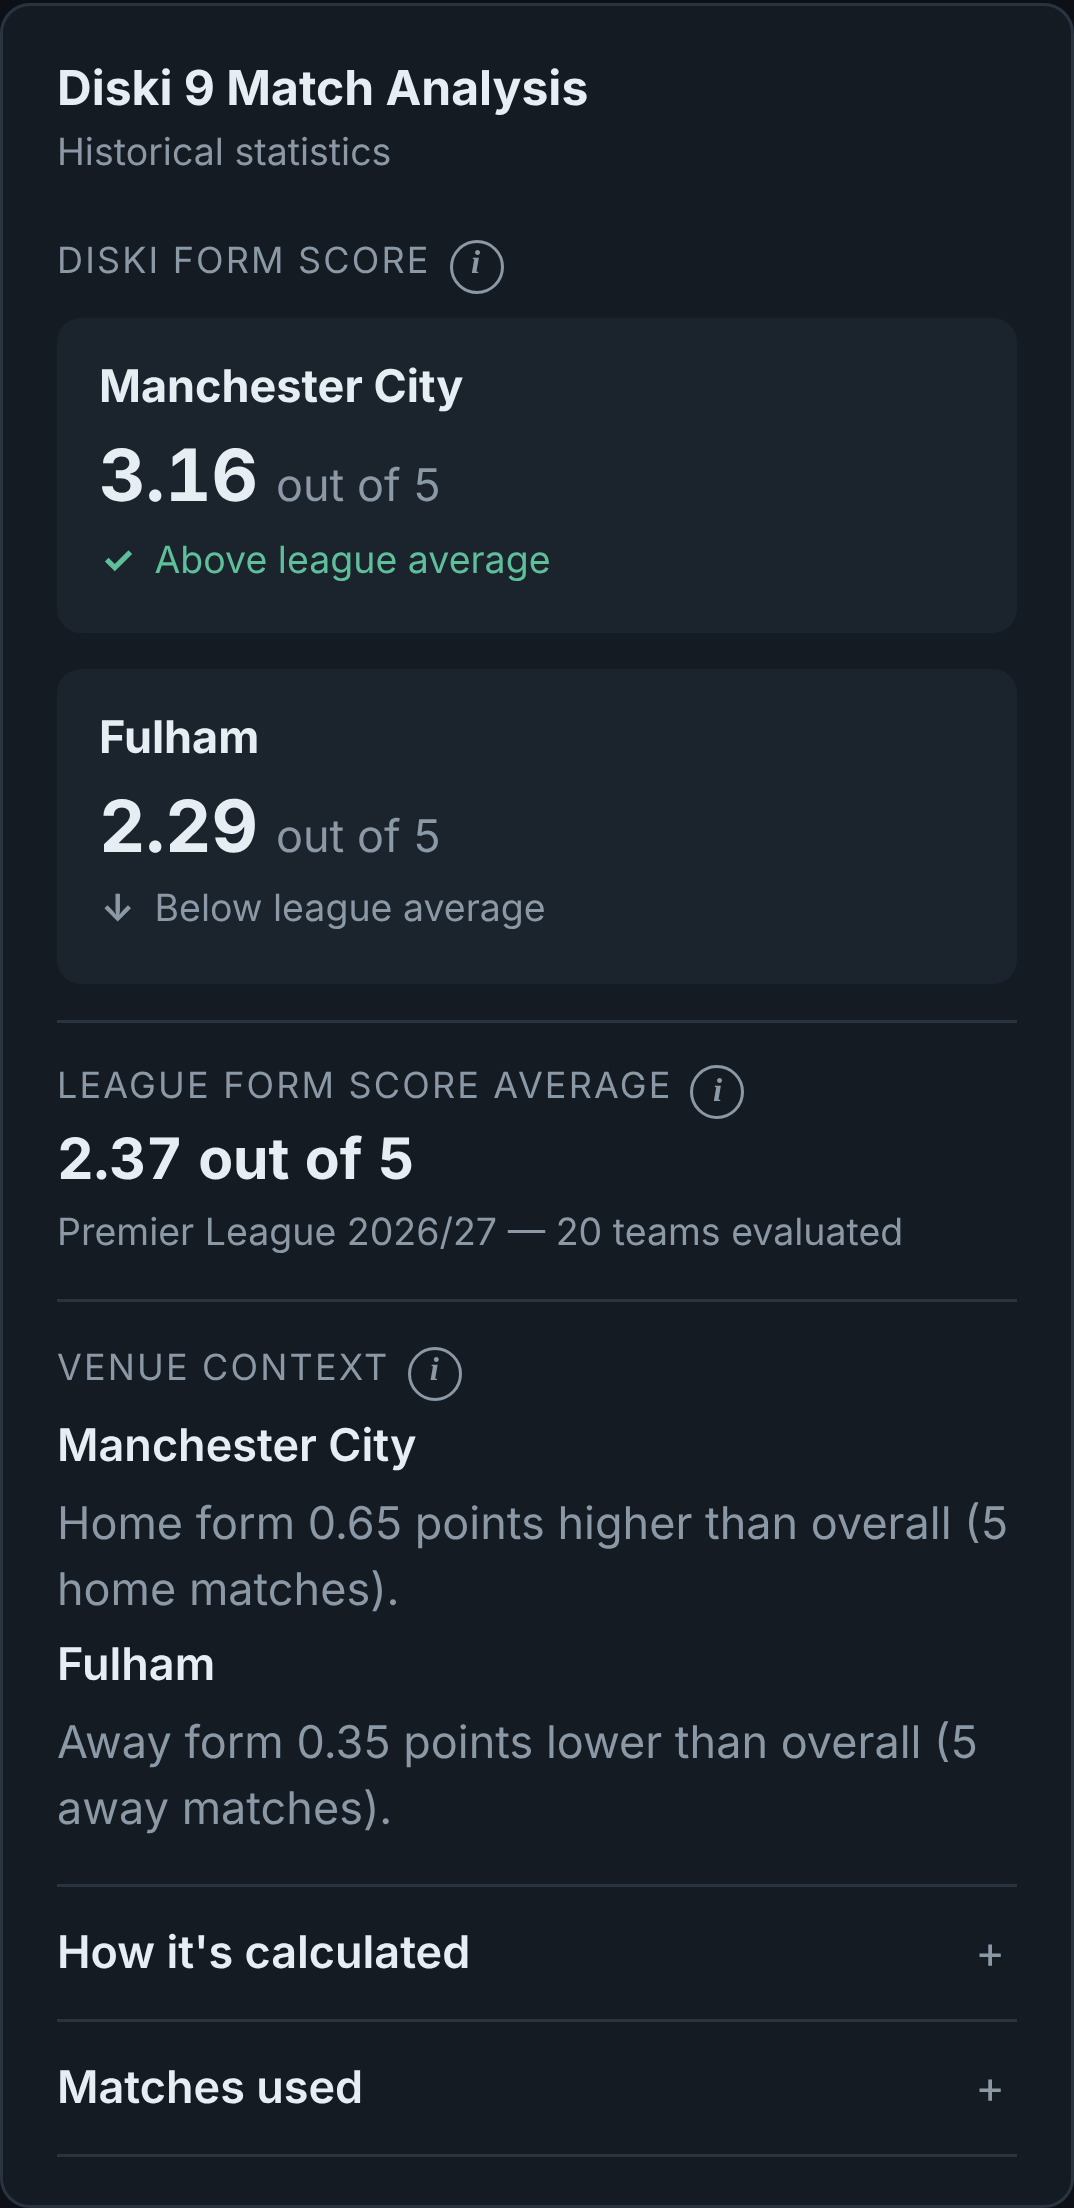 Diski 9 Match Analysis
Historical statistics
DISKI FORM SCORE i
Manchester City
3.16 out of 5
✓ Above league average
Fulham
2.29 out of 5
↓ Below league average
LEAGUE FORM SCORE AVERAGE i
2.37 out of 5
Premier League 2026/27 — 20 teams evaluated
VENUE CONTEXT i
Manchester City
Home form 0.65 points higher than overall (5
home matches).
Fulham
Away form 0.35 points lower than overall (5
away matches).
How it's calculated +
Matches used +